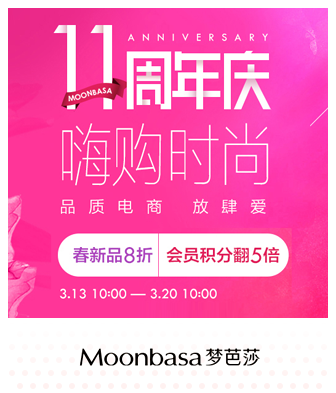 ANNIVERSARY
11周年庆
MOONBASA
嗨购时尚
品质电商 放肆爱
春新品8折 会员积分翻5倍
3.13 10:00 — 3.20 10:00
Moonbasa 梦芭莎